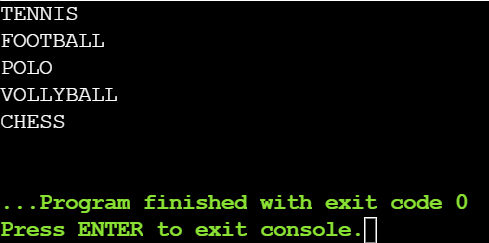 TENNIS
FOOTBALL
POLO
VOLLYBALL
CHESS
...Program finished with exit code 0
Press ENTER to exit console.